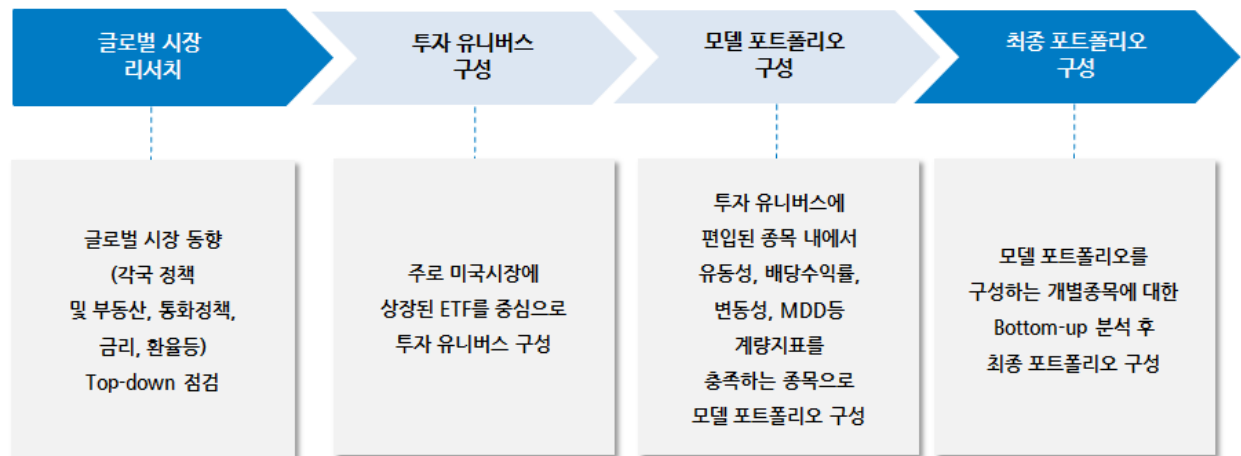 글로벌 시장
리서치
투자 유니버스
구성
모델 포트폴리오
구성
최종 포트폴리오
구성
글로벌 시장 동향
(각국 정책
및 부동산, 통화정책,
금리, 환율등)
Top-down 점검
주로 미국시장에
상장된 ETF를 중심으로
투자 유니버스 구성
투자 유니버스에
편입된 종목 내에서
유동성, 배당수익률,
변동성, MDD등
계량지표를
충족하는 종목으로
모델 포트폴리오 구성
모델 포트폴리오를
구성하는 개별종목에 대한
Bottom-up 분석 후
최종 포트폴리오 구성